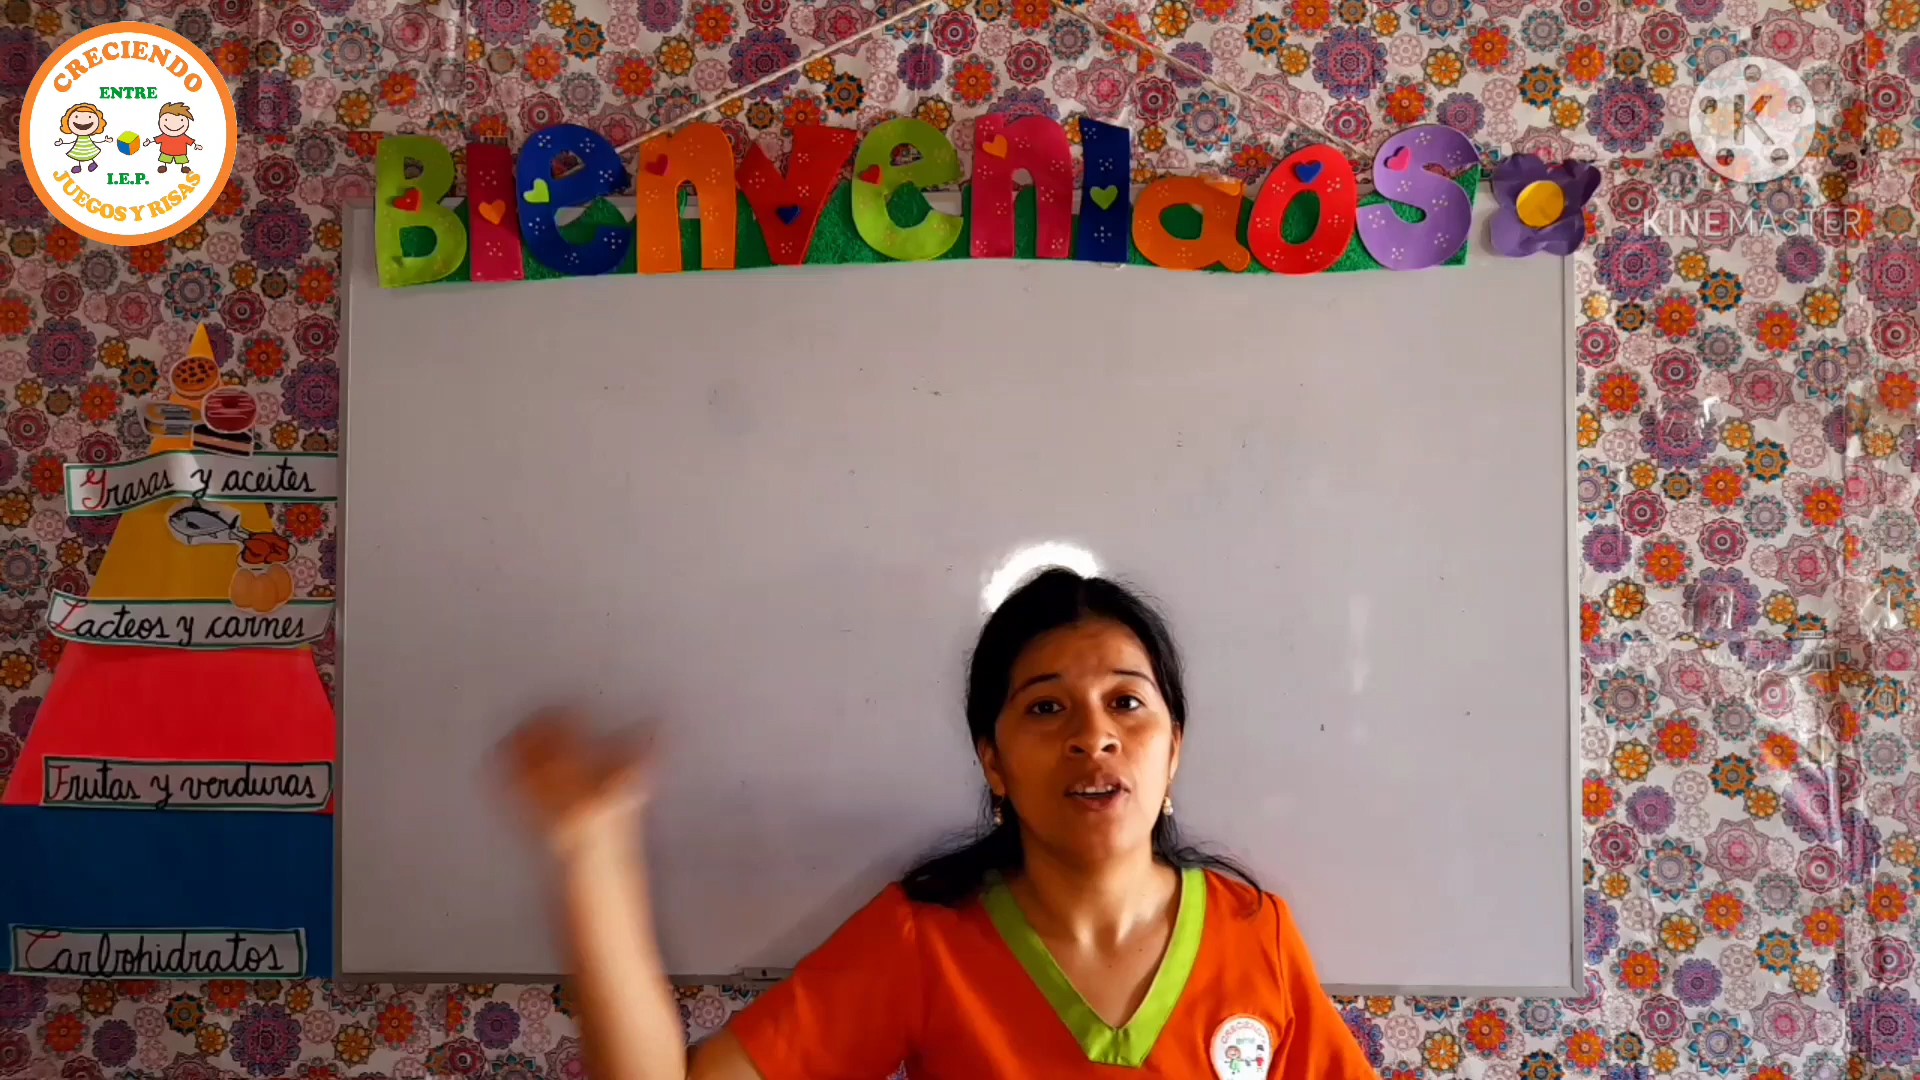 CRECIENDO
ENTRE
I.E.P.
JUEGOS Y RISAS
BIenvenIdos
KINEMASTER
Grasas y aceites
Lacteos y carnes
Frutas y verduras
Carbohidratos